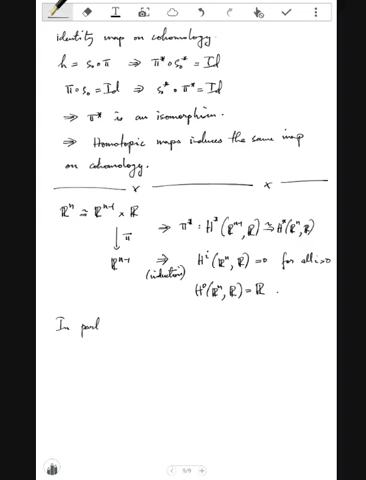 identity map on cohomology.
h = s₀∘π ⇒ π*∘s₀* = Id
π∘s₀ = Id ⇒ s₀*∘π* = Id
⇒ π* is an isomorphism.
⇒ Homotopic maps induces the same map
on cohomology.
x x
ℝⁿ ≅ ℝⁿ⁻¹ × ℝ
↓ π ⇒ π* : H*(ℝⁿ⁻¹, ℝ) ≅→ H*(ℝⁿ, ℝ)
ℝⁿ⁻¹ ⇒ (induction) Hⁱ(ℝⁿ, ℝ) = 0 for all i>0
H⁰(ℝⁿ, ℝ) = ℝ .
In part
9/9